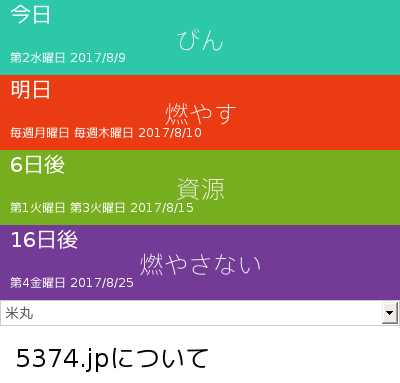 今日
びん
第2水曜日 2017/8/9
明日
燃やす
毎週月曜日 毎週木曜日 2017/8/10
6日後
資源
第1火曜日 第3火曜日 2017/8/15
16日後
燃やさない
第4金曜日 2017/8/25
米丸
5374.jpについて